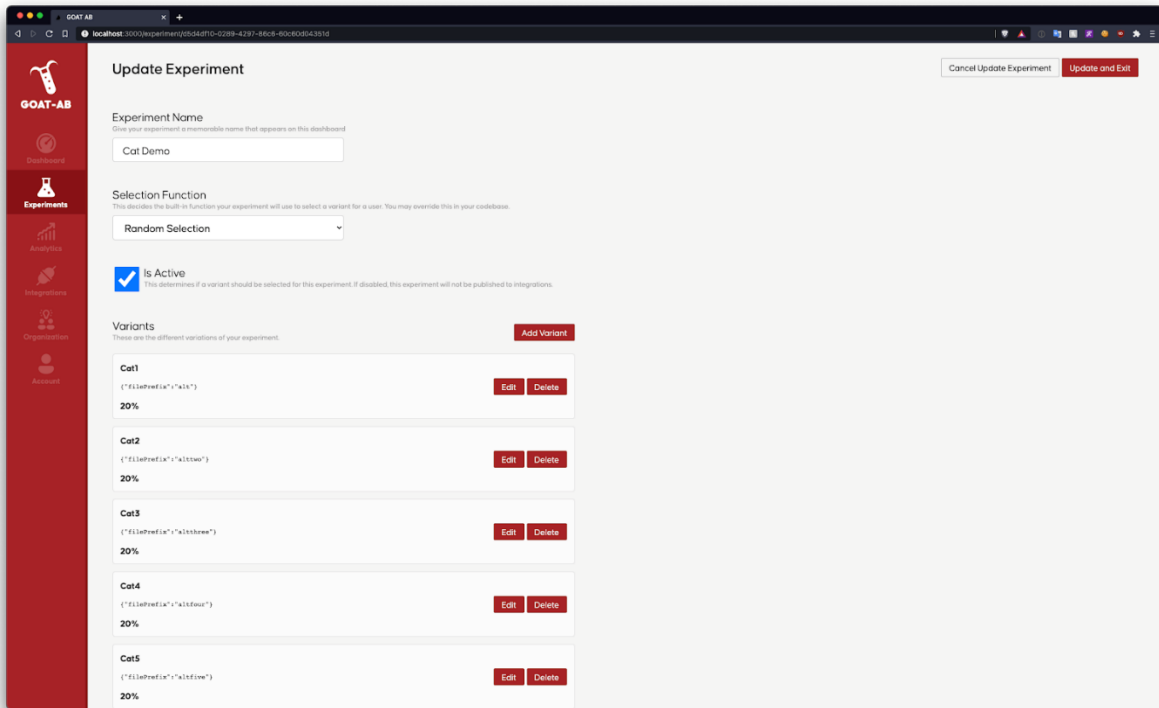 GOAT AB
localhost:3000/experiment/d5d4df10-0289-4297-86c6-60c60d04351d
GOAT-AB
Dashboard
Experiments
Analytics
Integrations
Organization
Account
Update Experiment
Cancel Update Experiment
Update and Exit
Experiment Name
Give your experiment a memorable name that appears on this dashboard
Cat Demo
Selection Function
This decides the built-in function your experiment will use to select a variant for a user. You may override this in your codebase.
Random Selection
Is Active
This determines if a variant should be selected for this experiment. If disabled, this experiment will not be published to integrations.
Variants
These are the different variations of your experiment.
Add Variant
Cat1
{"filePrefix":"alt"}
20%
Edit
Delete
Cat2
{"filePrefix":"alttwo"}
20%
Edit
Delete
Cat3
{"filePrefix":"altthree"}
20%
Edit
Delete
Cat4
{"filePrefix":"altfour"}
20%
Edit
Delete
Cat5
{"filePrefix":"altfive"}
20%
Edit
Delete